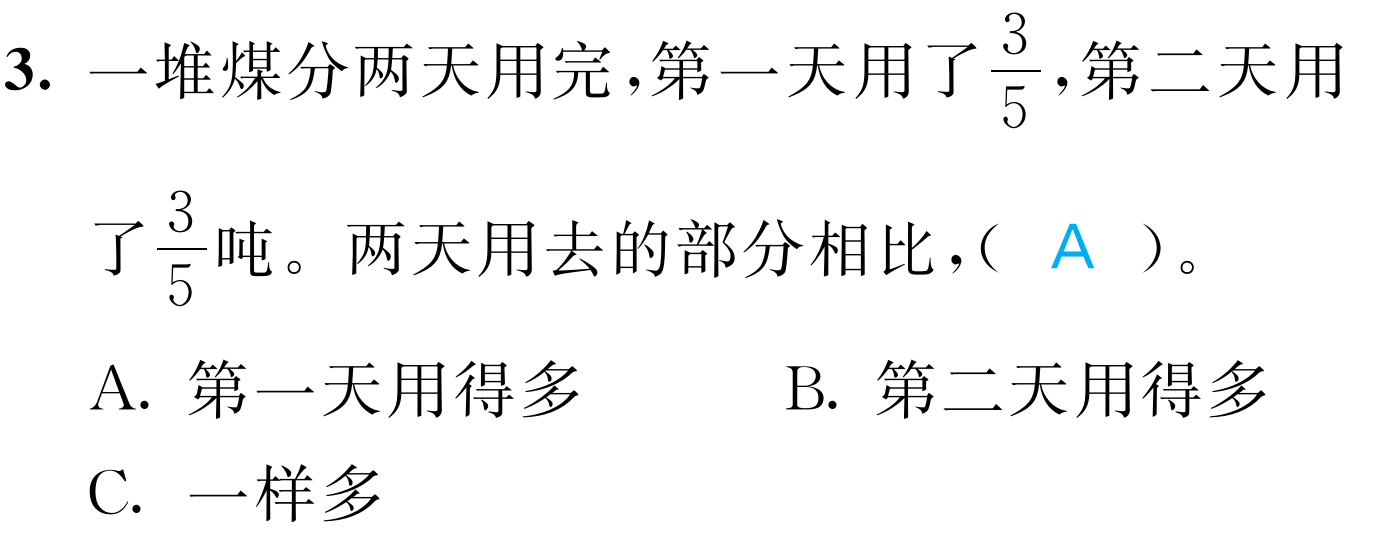 3. 一堆煤分两天用完,第一天用了3/5,第二天用
了3/5吨。两天用去的部分相比,( A )。
A. 第一天用得多 B. 第二天用得多
C. 一样多